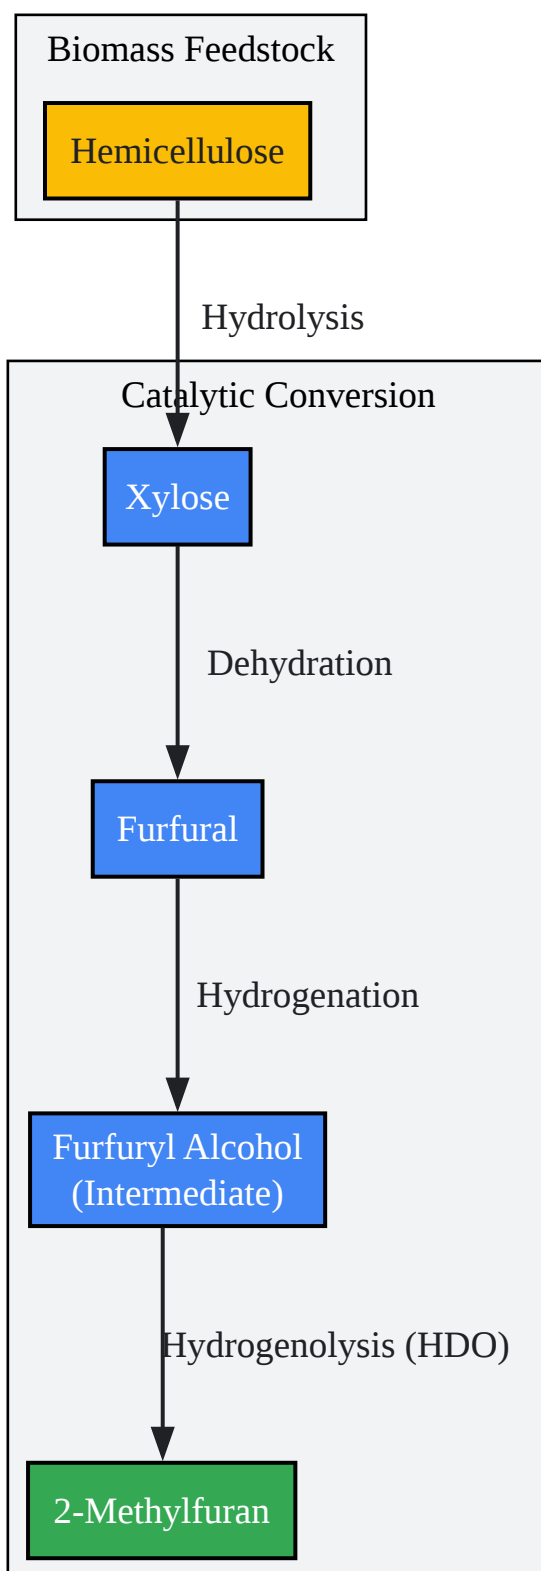 Biomass Feedstock
Hemicellulose
Hydrolysis
Catalytic Conversion
Xylose
Dehydration
Furfural
Hydrogenation
Furfuryl Alcohol
(Intermediate)
Hydrogenolysis (HDO)
2-Methylfuran